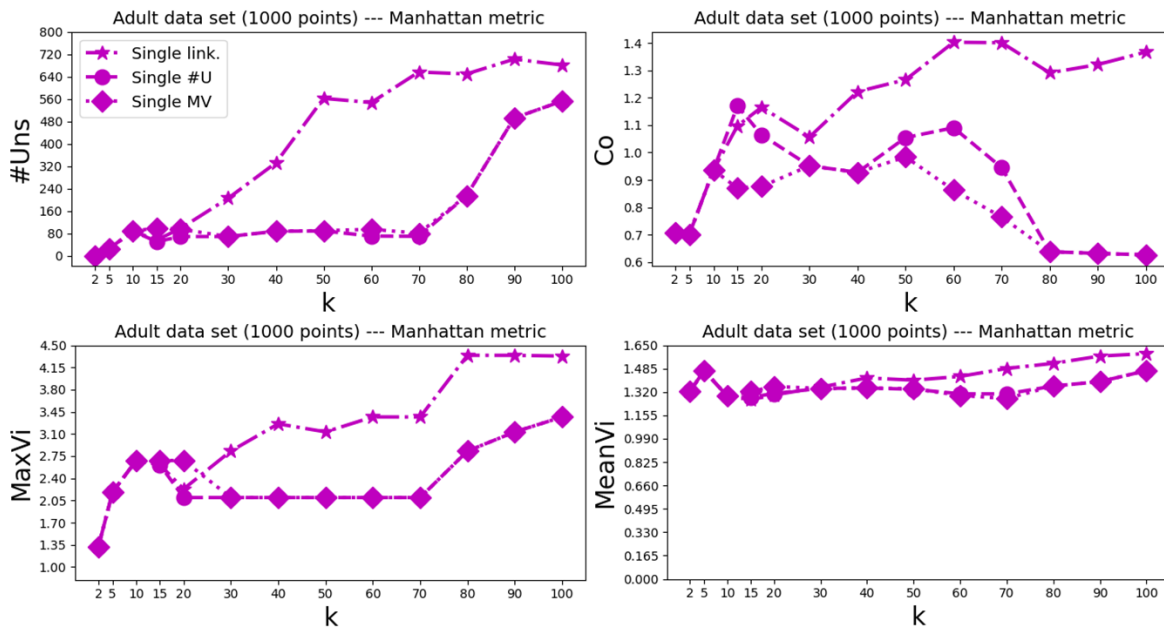 Adult data set (1000 points) --- Manhattan metric
800
720
640
560
480
400
320
240
160
80
0
#Uns
Single link.
Single #U
Single MV
2 5 10 15 20 30 40 50 60 70 80 90 100
k
Adult data set (1000 points) --- Manhattan metric
1.4
1.3
1.2
1.1
1.0
0.9
0.8
0.7
0.6
Co
2 5 10 15 20 30 40 50 60 70 80 90 100
k
Adult data set (1000 points) --- Manhattan metric
4.50
4.15
3.80
3.45
3.10
2.75
2.40
2.05
1.70
1.35
1.00
MaxVi
2 5 10 15 20 30 40 50 60 70 80 90 100
k
Adult data set (1000 points) --- Manhattan metric
1.650
1.485
1.320
1.155
0.990
0.825
0.660
0.495
0.330
0.165
0.000
MeanVi
2 5 10 15 20 30 40 50 60 70 80 90 100
k